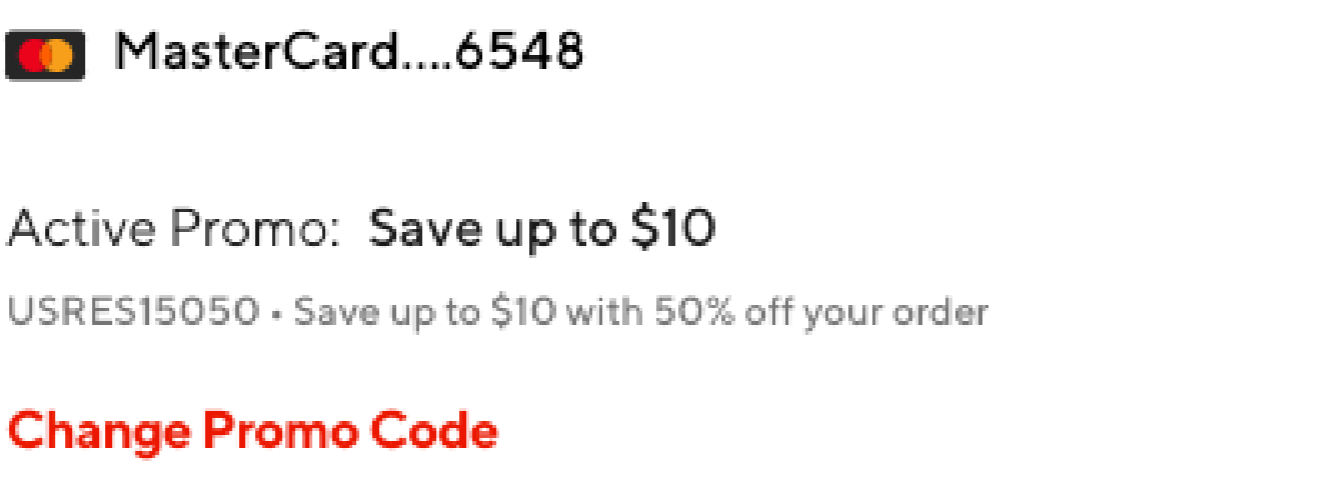 MasterCard....6548
Active Promo: Save up to $10
USRES15050 • Save up to $10 with 50% off your order
Change Promo Code